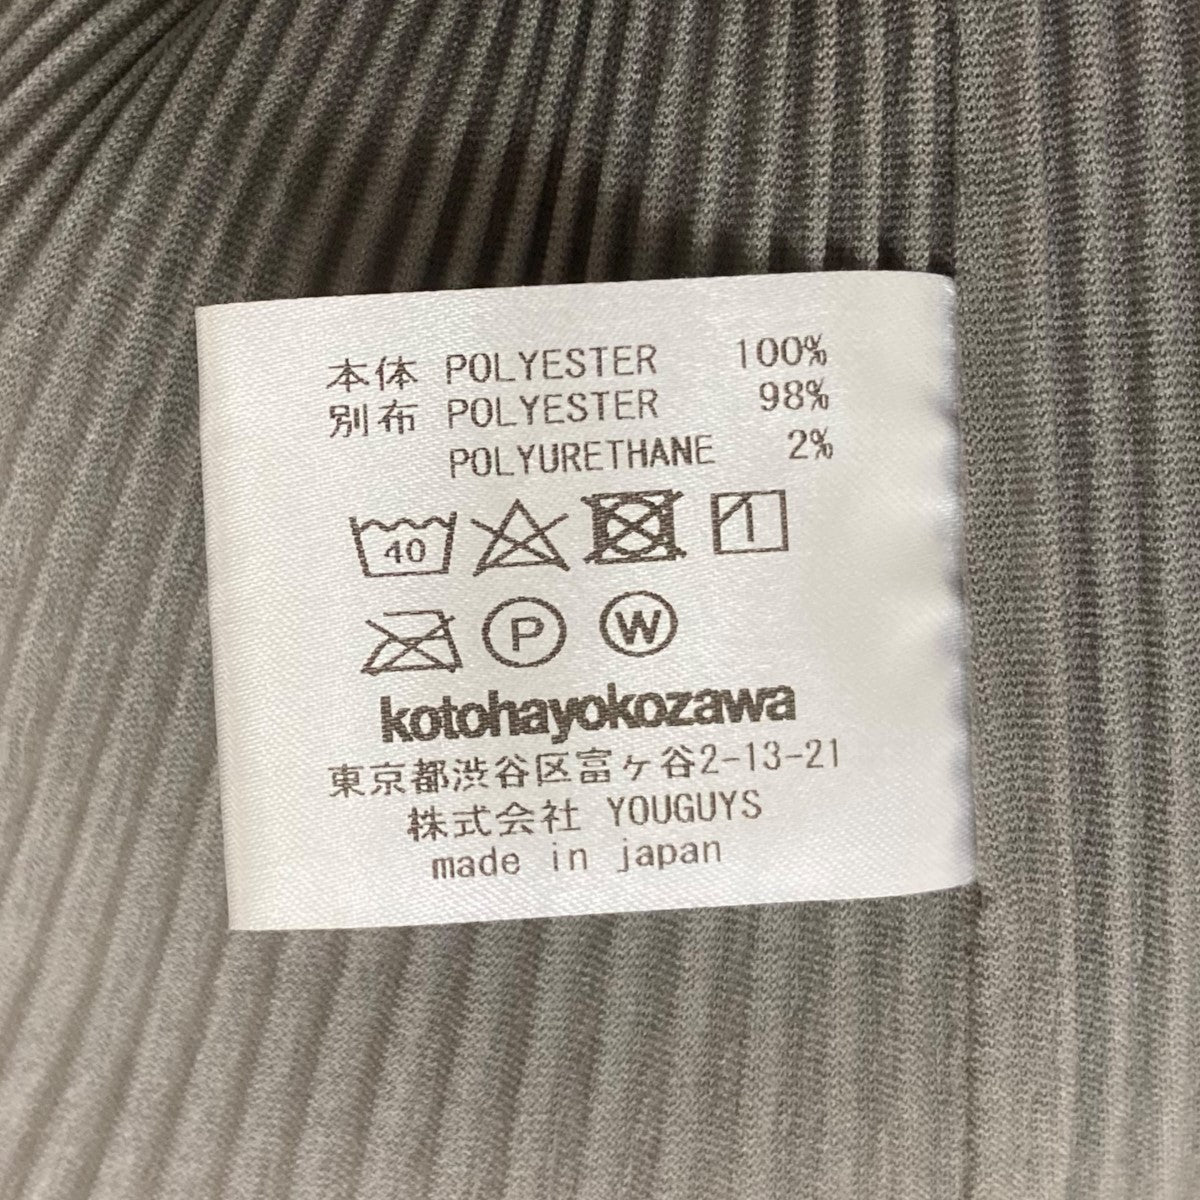 本体 POLYESTER 100%
別布 POLYESTER 98%
POLYURETHANE 2%
40
P W
kotohayokozawa
東京都渋谷区富ヶ谷2-13-21
株式会社 YOUGUYS
made in japan